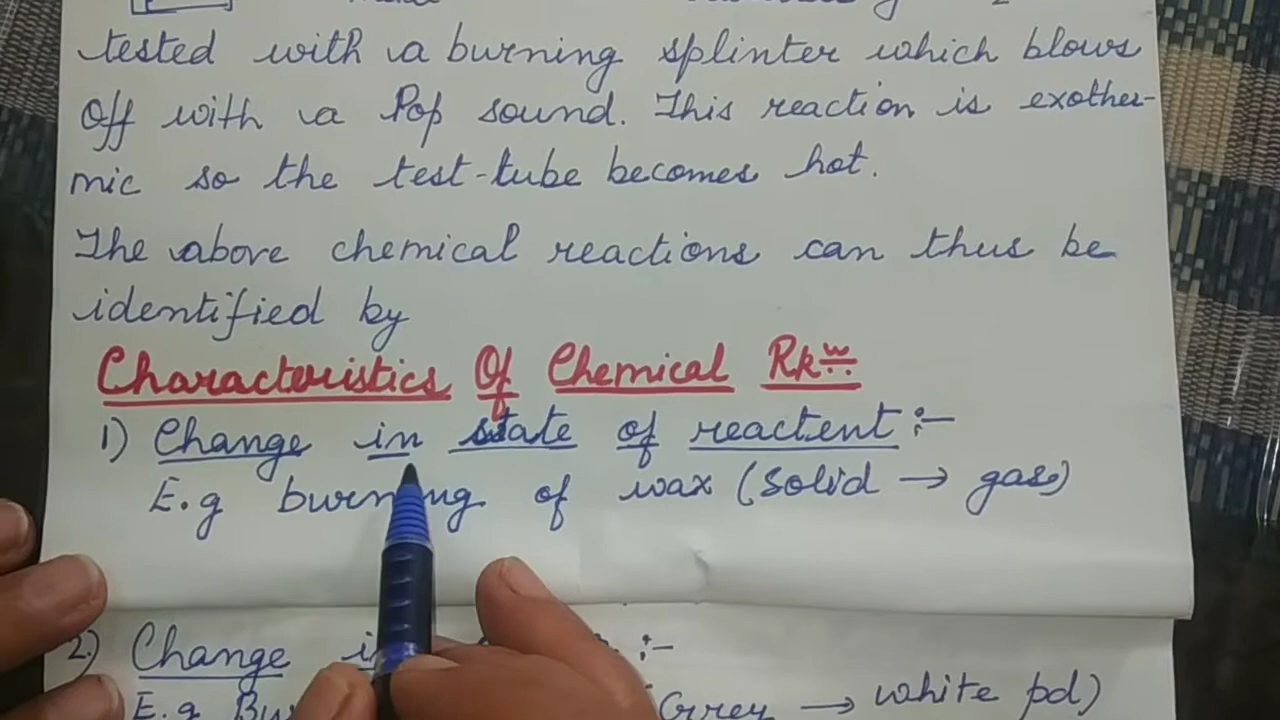 tested with a burning splinter which blows
off with a Pop sound. This reaction is exother-
mic so the test-tube becomes hot.
The above chemical reactions can thus be
identified by
Characteristics Of Chemical Rxn:
1) Change in state of reactent :-
E.g burning of wax (Solid → gas)
2.) Change :-
E.g (Grey → white pd)